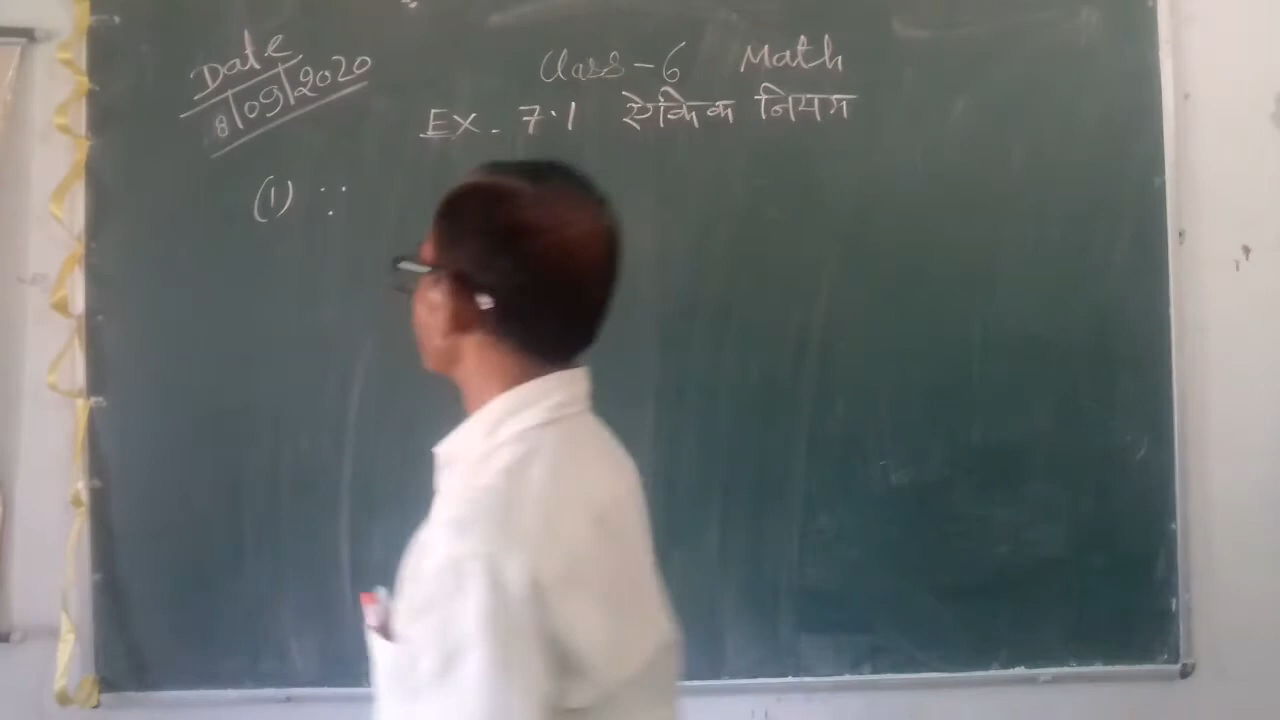 Date
8/09/2020
Class-6 Math
EX. 7.1 ऐकिक नियम
(1) ∵